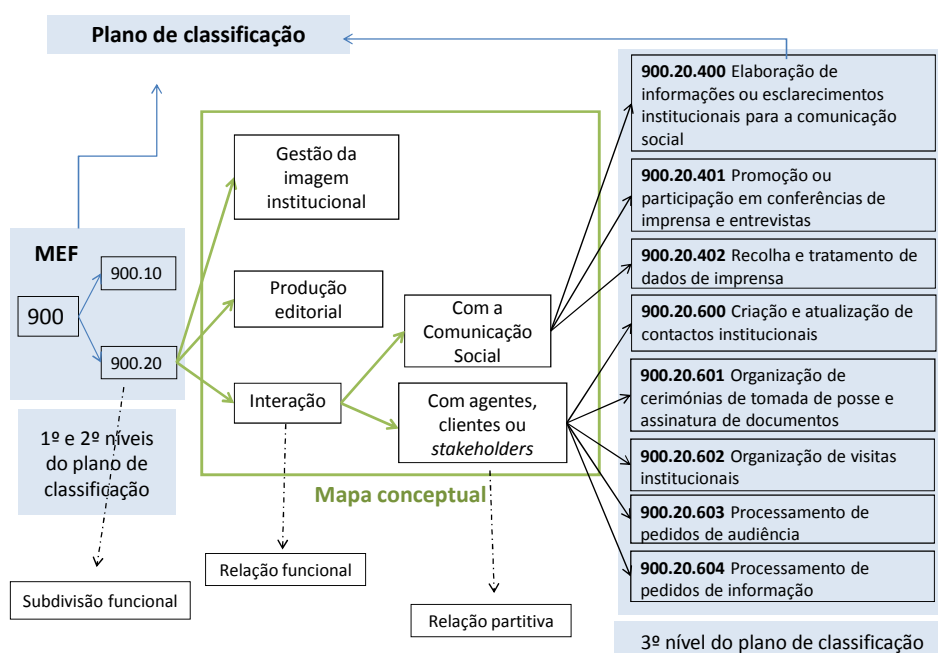 Plano de classificação
MEF
900
900.10
900.20
1º e 2º níveis
do plano de
classificação
Subdivisão funcional
Gestão da
imagem
institucional
Produção
editorial
Interação
Com a
Comunicação
Social
Com agentes,
clientes ou
stakeholders
Mapa conceptual
Relação funcional
Relação partitiva
900.20.400 Elaboração de
informações ou esclarecimentos
institucionais para a comunicação
social
900.20.401 Promoção ou
participação em conferências de
imprensa e entrevistas
900.20.402 Recolha e tratamento de
dados de imprensa
900.20.600 Criação e atualização de
contactos institucionais
900.20.601 Organização de
cerimónias de tomada de posse e
assinatura de documentos
900.20.602 Organização de visitas
institucionais
900.20.603 Processamento de
pedidos de audiência
900.20.604 Processamento de
pedidos de informação
3º nível do plano de classificação